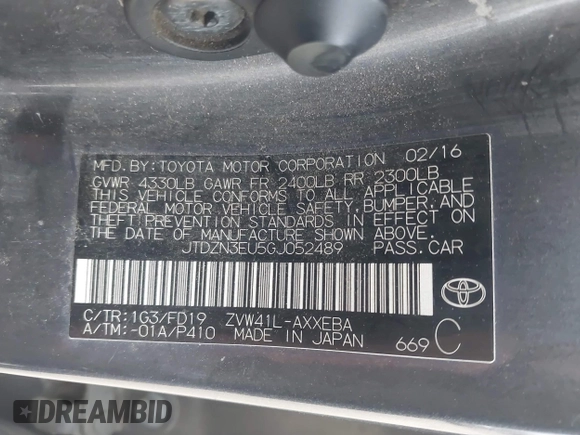 MFD. BY: TOYOTA MOTOR CORPORATION 02/16
GVWR 4330LB GAWR FR 2400LB RR 2300LB
THIS VEHICLE CONFORMS TO ALL APPLICABLE
FEDERAL MOTOR VEHICLE SAFETY, BUMPER, AND
THEFT PREVENTION STANDARDS IN EFFECT ON
THE DATE OF MANUFACTURE SHOWN ABOVE.
JTDZN3EU5GJ052489 PASS. CAR
C/TR: 1G3/FD19 ZVW41L-AXXEBA
A/TM: -01A/P410 MADE IN JAPAN
669 C
DREAMBID